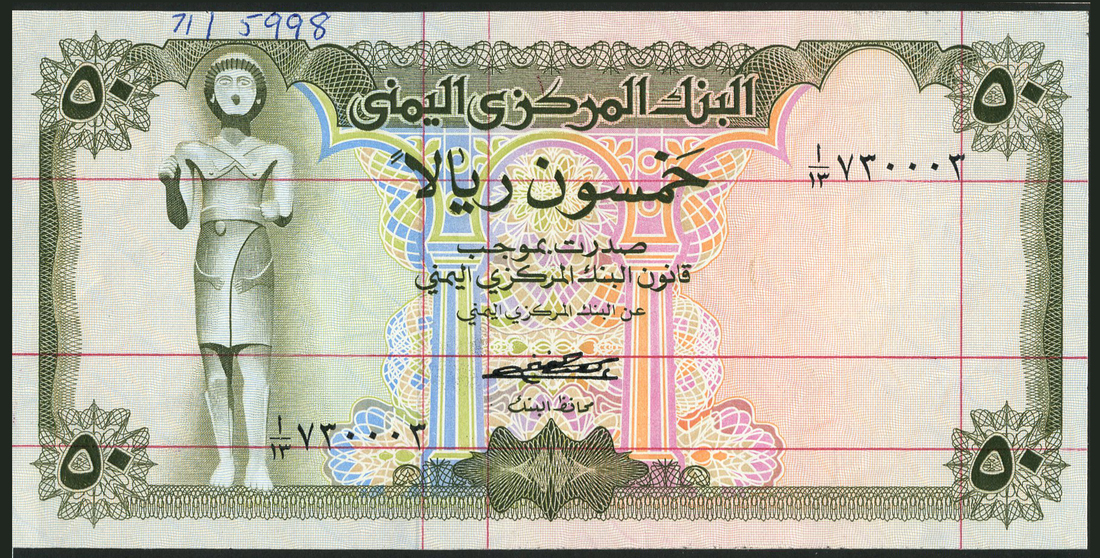 71/ 5998
٥٠
٥٠
البنك المركزي اليمني
خَمسون ريالاً
١/١٣ ٧٣٠٠٠٣
صدرت بموجب
قانون البنك المركزي اليمني
عن البنك المركزي اليمني
محافظ البنك
١/١٣ ٧٣٠٠٠٣
٥٠
٥٠